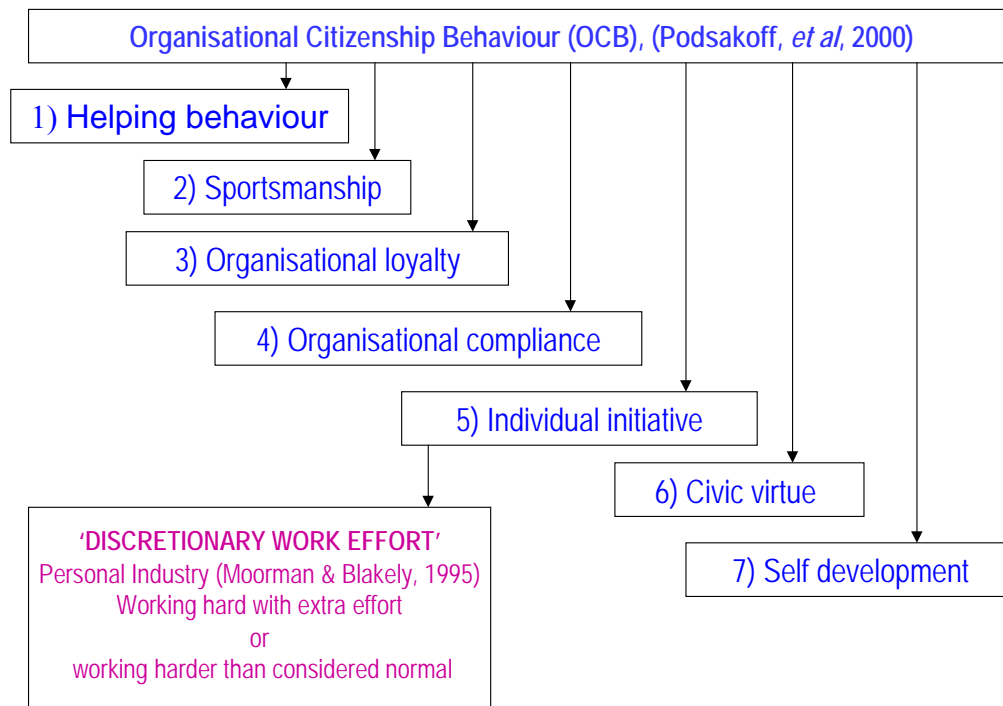 Organisational Citizenship Behaviour (OCB), (Podsakoff, et al, 2000)
1) Helping behaviour
2) Sportsmanship
3) Organisational loyalty
4) Organisational compliance
5) Individual initiative
6) Civic virtue
7) Self development
‘DISCRETIONARY WORK EFFORT’
Personal Industry (Moorman & Blakely, 1995)
Working hard with extra effort
or
working harder than considered normal